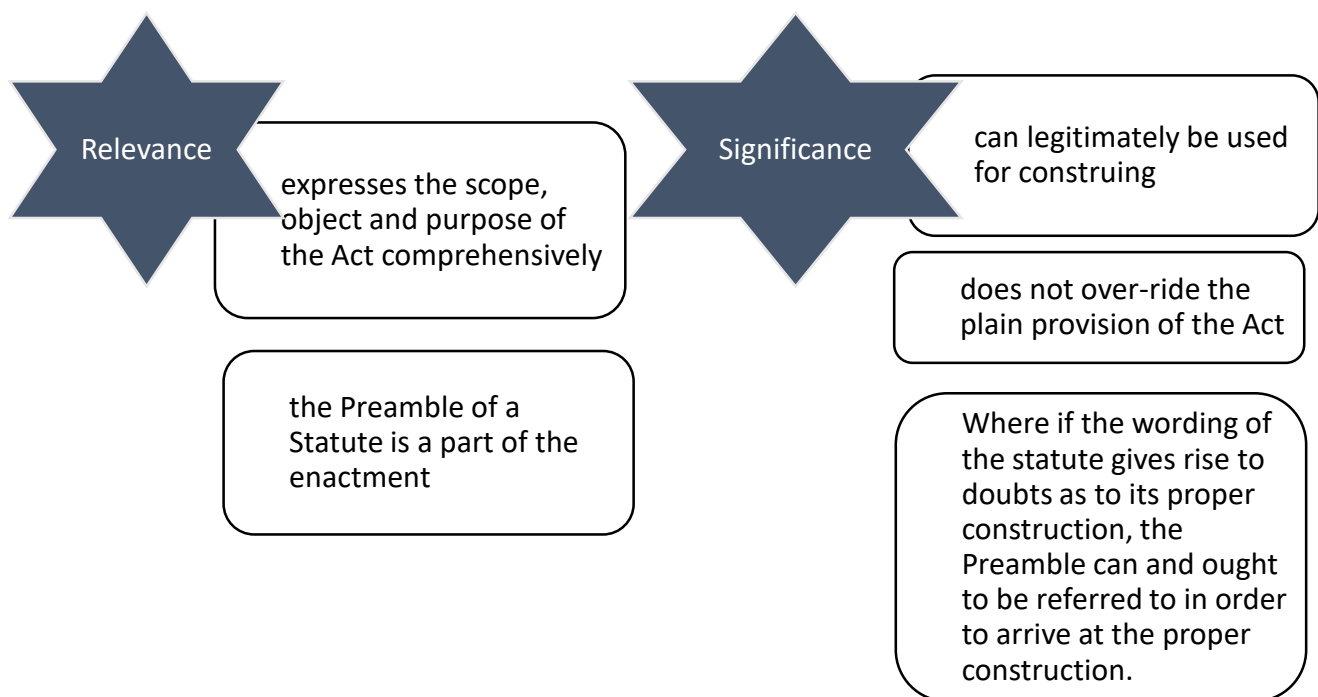 Relevance
expresses the scope,
object and purpose of
the Act comprehensively
the Preamble of a
Statute is a part of the
enactment
Significance
can legitimately be used
for construing
does not over-ride the
plain provision of the Act
Where if the wording of
the statute gives rise to
doubts as to its proper
construction, the
Preamble can and ought
to be referred to in order
to arrive at the proper
construction.